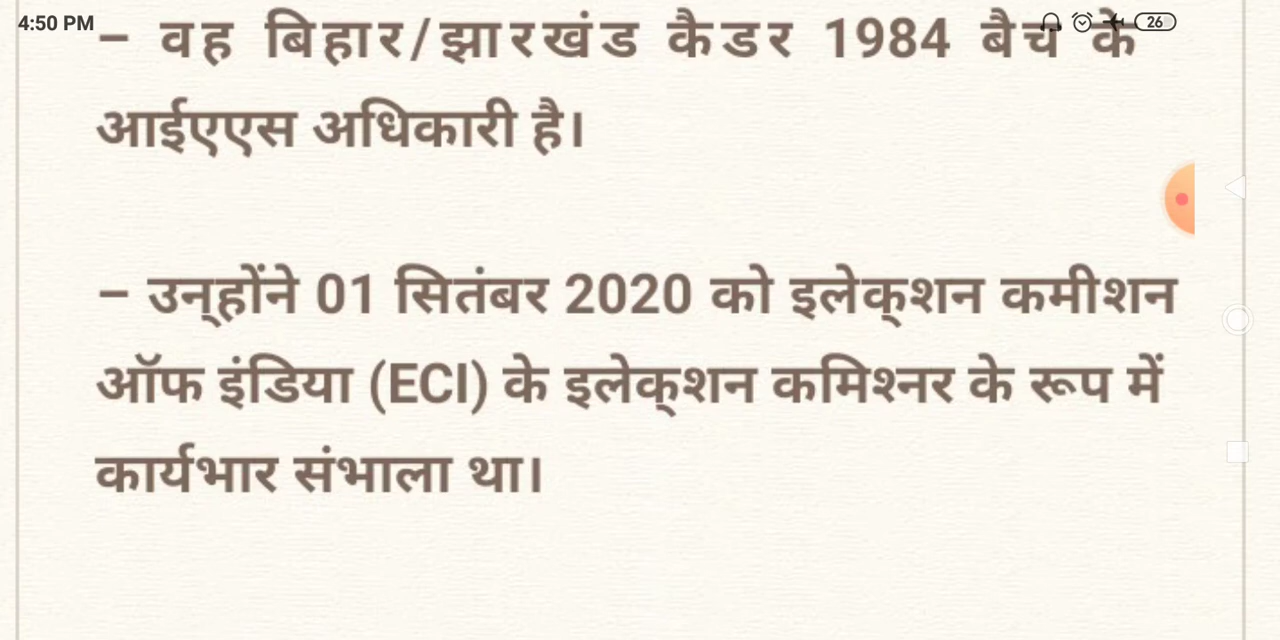 4:50 PM 26
– वह बिहार/झारखंड कैडर 1984 बैच के
आईएएस अधिकारी है।
– उन्होंने 01 सितंबर 2020 को इलेक्शन कमीशन
ऑफ इंडिया (ECI) के इलेक्शन कमिश्नर के रूप में
कार्यभार संभाला था।